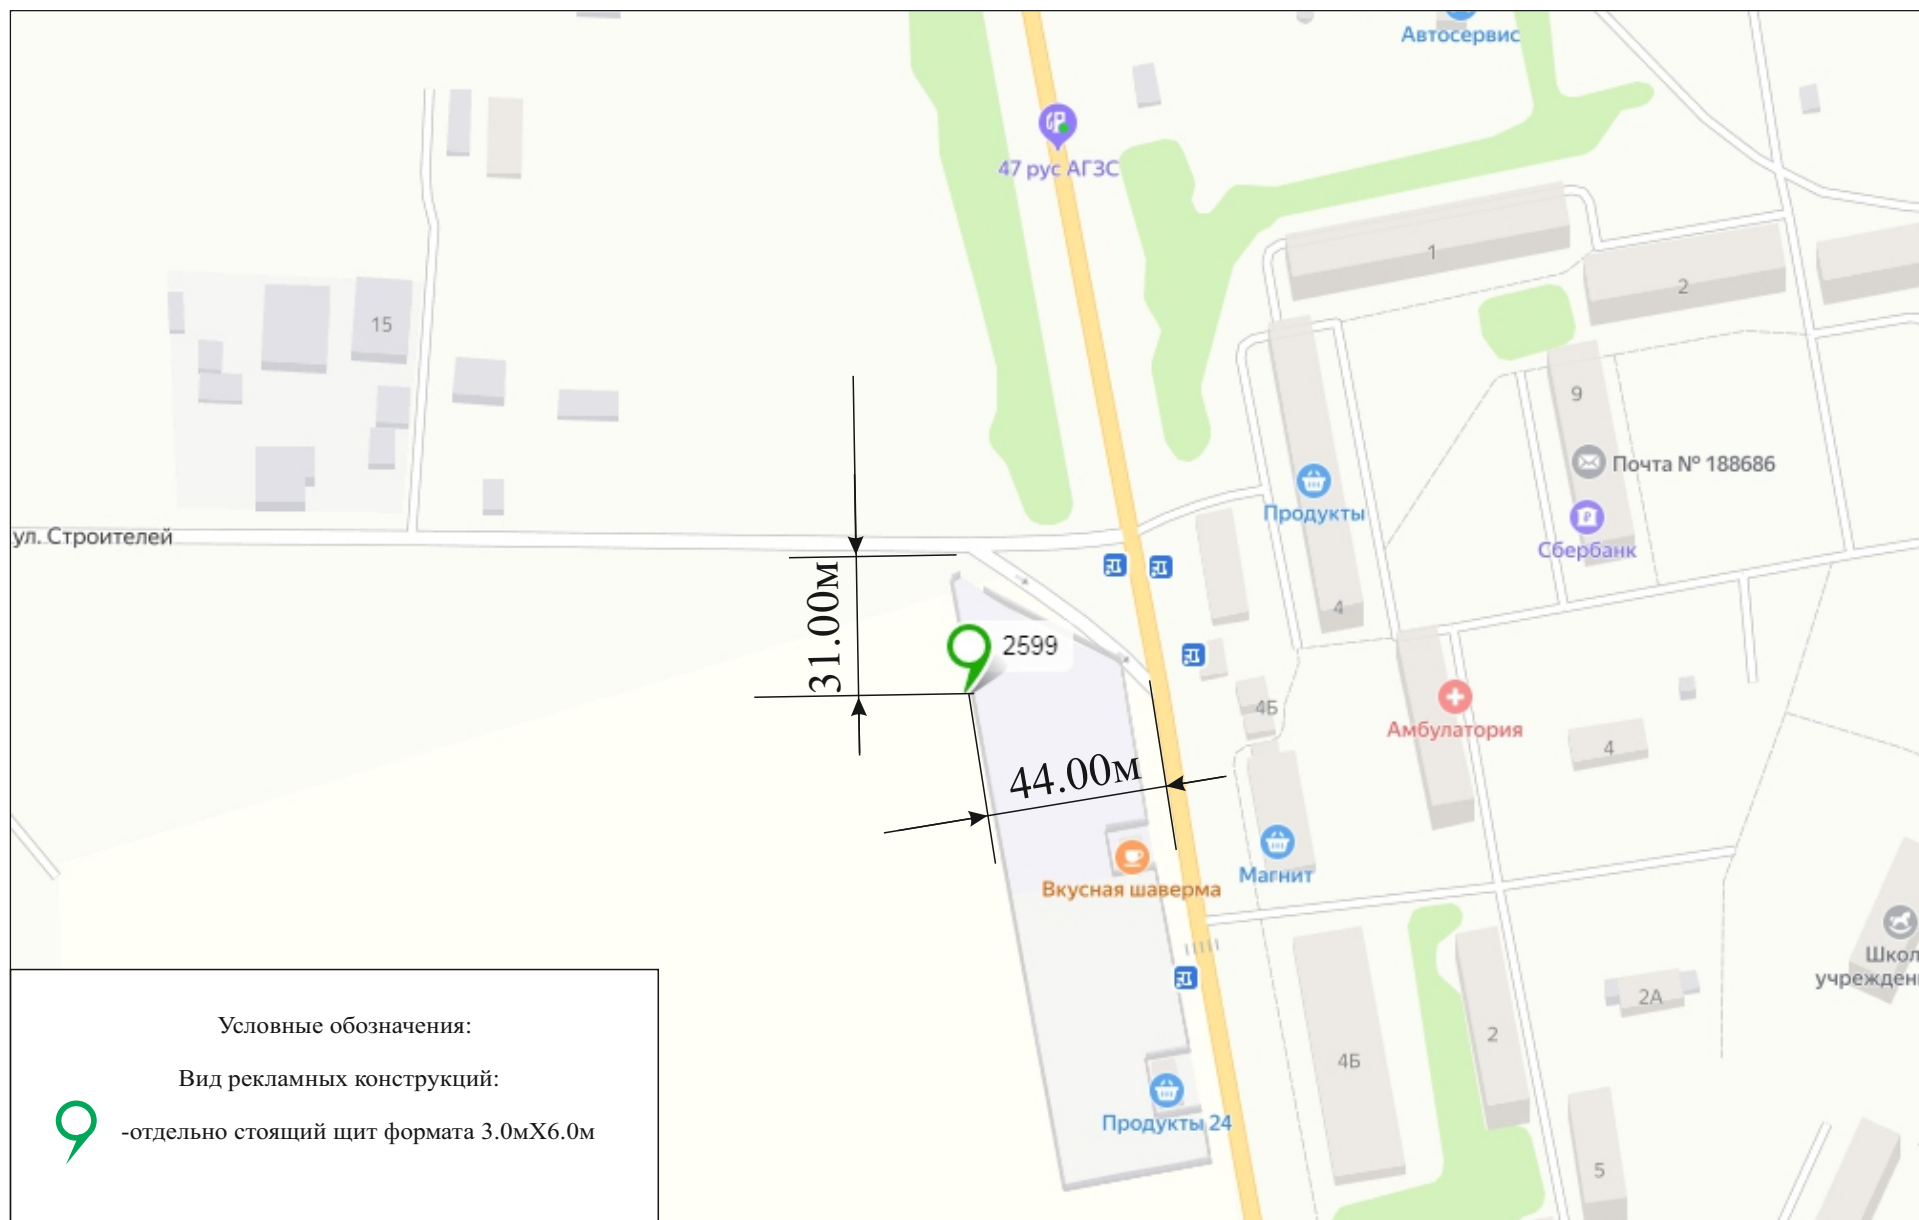 Автосервис
47 рус АГЗС
1
2
15
9
Почта № 188686
Продукты
Сбербанк
ул. Строителей
31.00м
4
2599
4Б
Амбулатория
4
44.00м
Магнит
Вкусная шаверма
Школ
учрежден
2А
2
4Б
Продукты 24
5
Условные обозначения:
Вид рекламных конструкций:
-отдельно стоящий щит формата 3.0мХ6.0м